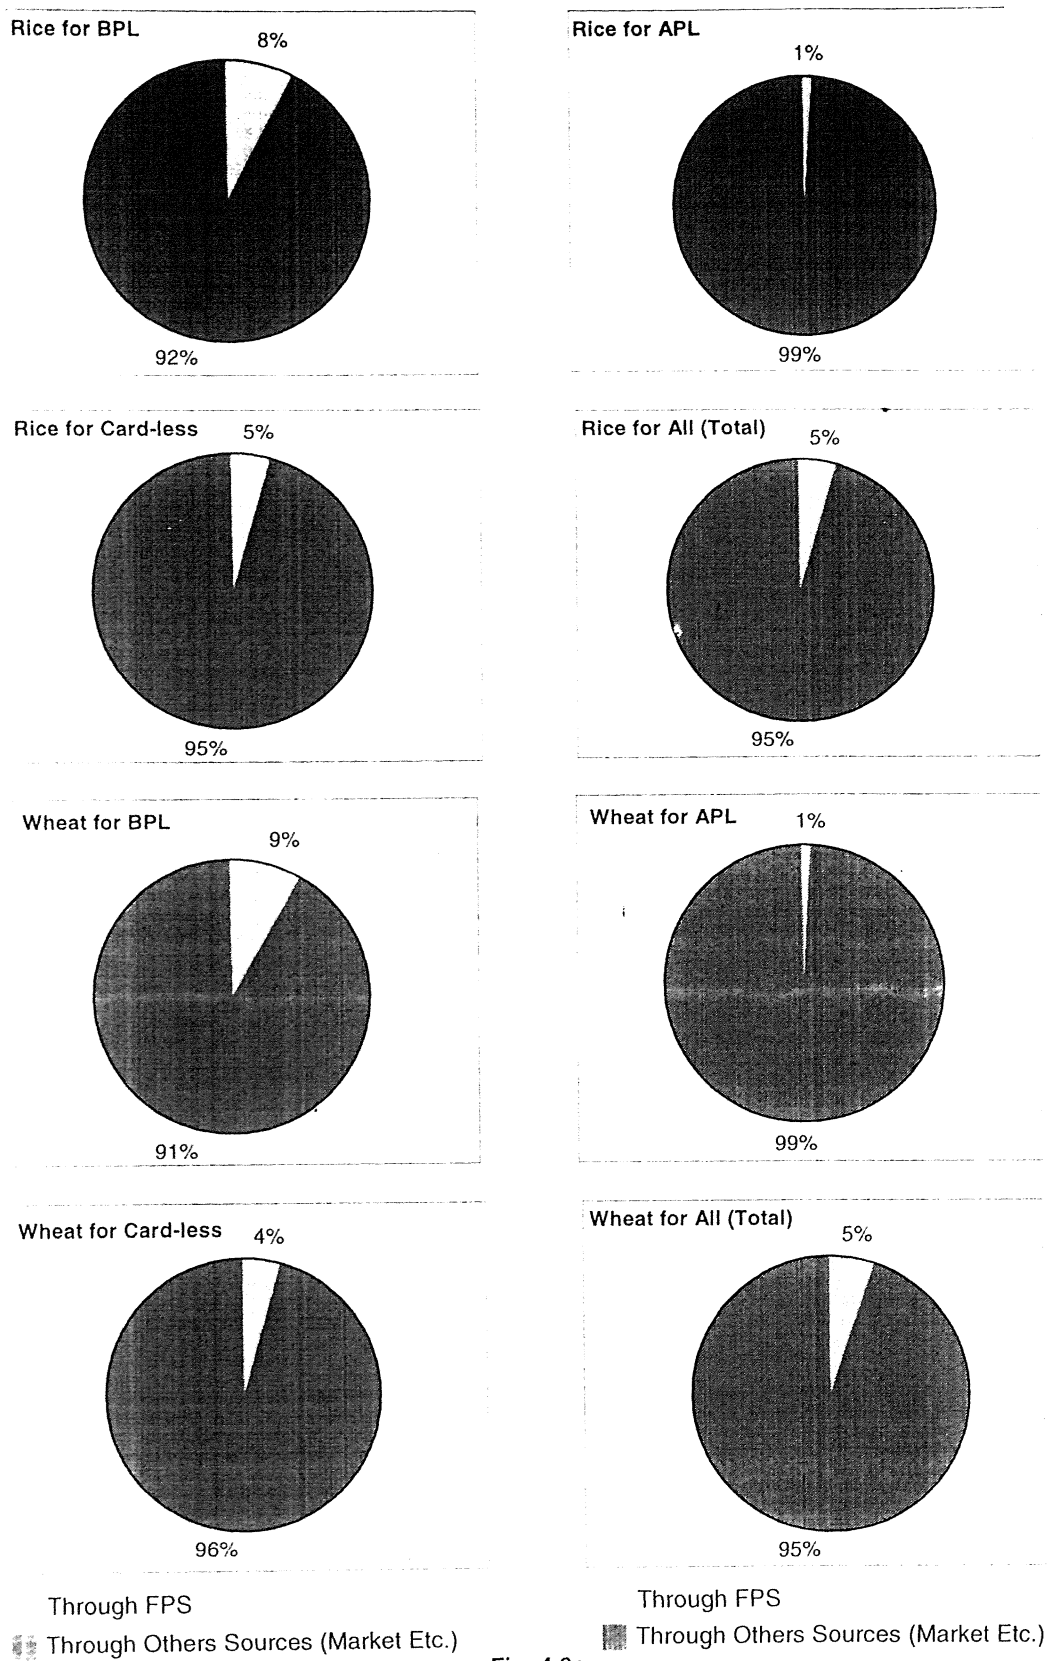 Rice for BPL
8%
92%
Rice for APL
1%
99%
Rice for Card-less
5%
95%
Rice for All (Total)
5%
95%
Wheat for BPL
9%
91%
Wheat for APL
1%
99%
Wheat for Card-less
4%
96%
Wheat for All (Total)
5%
95%
Through FPS
Through Others Sources (Market Etc.)
Through FPS
Through Others Sources (Market Etc.)